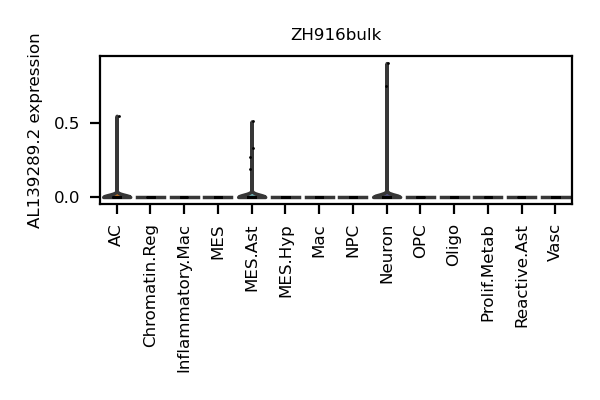 ZH916bulk
AL139289.2 expression
0.5
0.0
AC
Chromatin.Reg
Inflammatory.Mac
MES
MES.Ast
MES.Hyp
Mac
NPC
Neuron
OPC
Oligo
Prolif.Metab
Reactive.Ast
Vasc